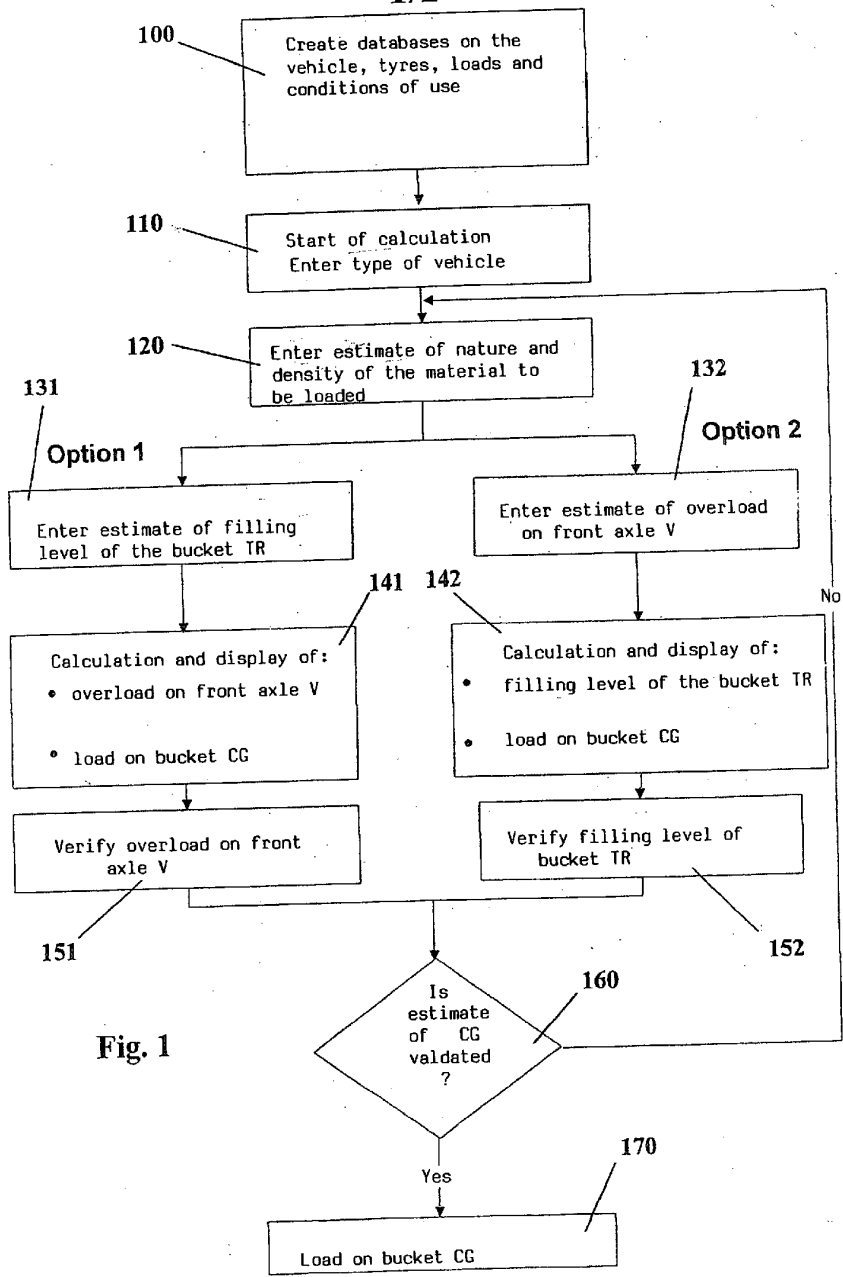 100
Create databases on the
vehicle, tyres, loads and
conditions of use
110
Start of calculation
Enter type of vehicle
120
Enter estimate of nature and
density of the material to
be loaded
131
Option 1
132
Option 2
Enter estimate of filling
level of the bucket TR
Enter estimate of overload
on front axle V
No
141
142
Calculation and display of:
• overload on front axle V
• load on bucket CG
Calculation and display of:
• filling level of the bucket TR
• load on bucket CG
Verify overload on front
axle V
Verify filling level of
bucket TR
151
152
Is
estimate
of CG
valdated
?
160
Fig. 1
Yes
170
Load on bucket CG